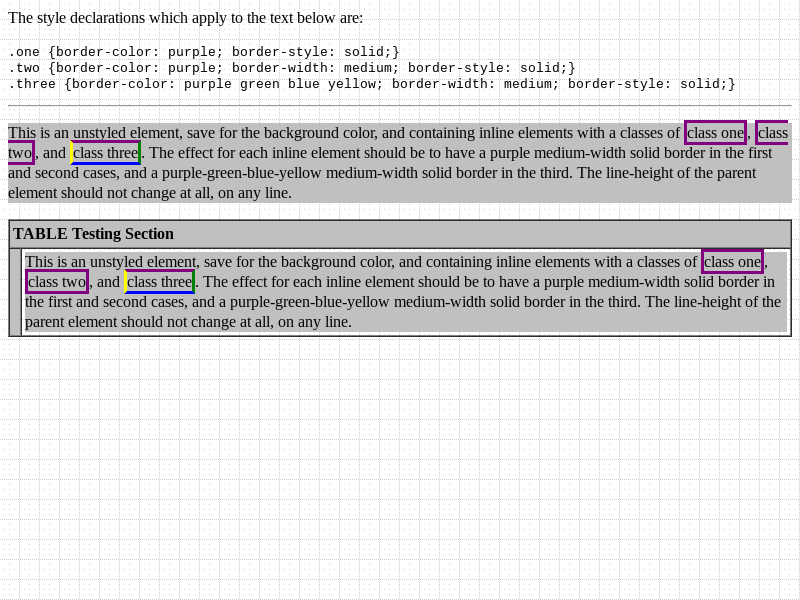 The style declarations which apply to the text below are:
.one {border-color: purple; border-style: solid;}
.two {border-color: purple; border-width: medium; border-style: solid;}
.three {border-color: purple green blue yellow; border-width: medium; border-style: solid;}
This is an unstyled element, save for the background color, and containing inline elements with a classes of class one, class
two, and class three. The effect for each inline element should be to have a purple medium-width solid border in the first
and second cases, and a purple-green-blue-yellow medium-width solid border in the third. The line-height of the parent
element should not change at all, on any line.
TABLE Testing Section
This is an unstyled element, save for the background color, and containing inline elements with a classes of class one,
class two, and class three. The effect for each inline element should be to have a purple medium-width solid border in
the first and second cases, and a purple-green-blue-yellow medium-width solid border in the third. The line-height of the
parent element should not change at all, on any line.